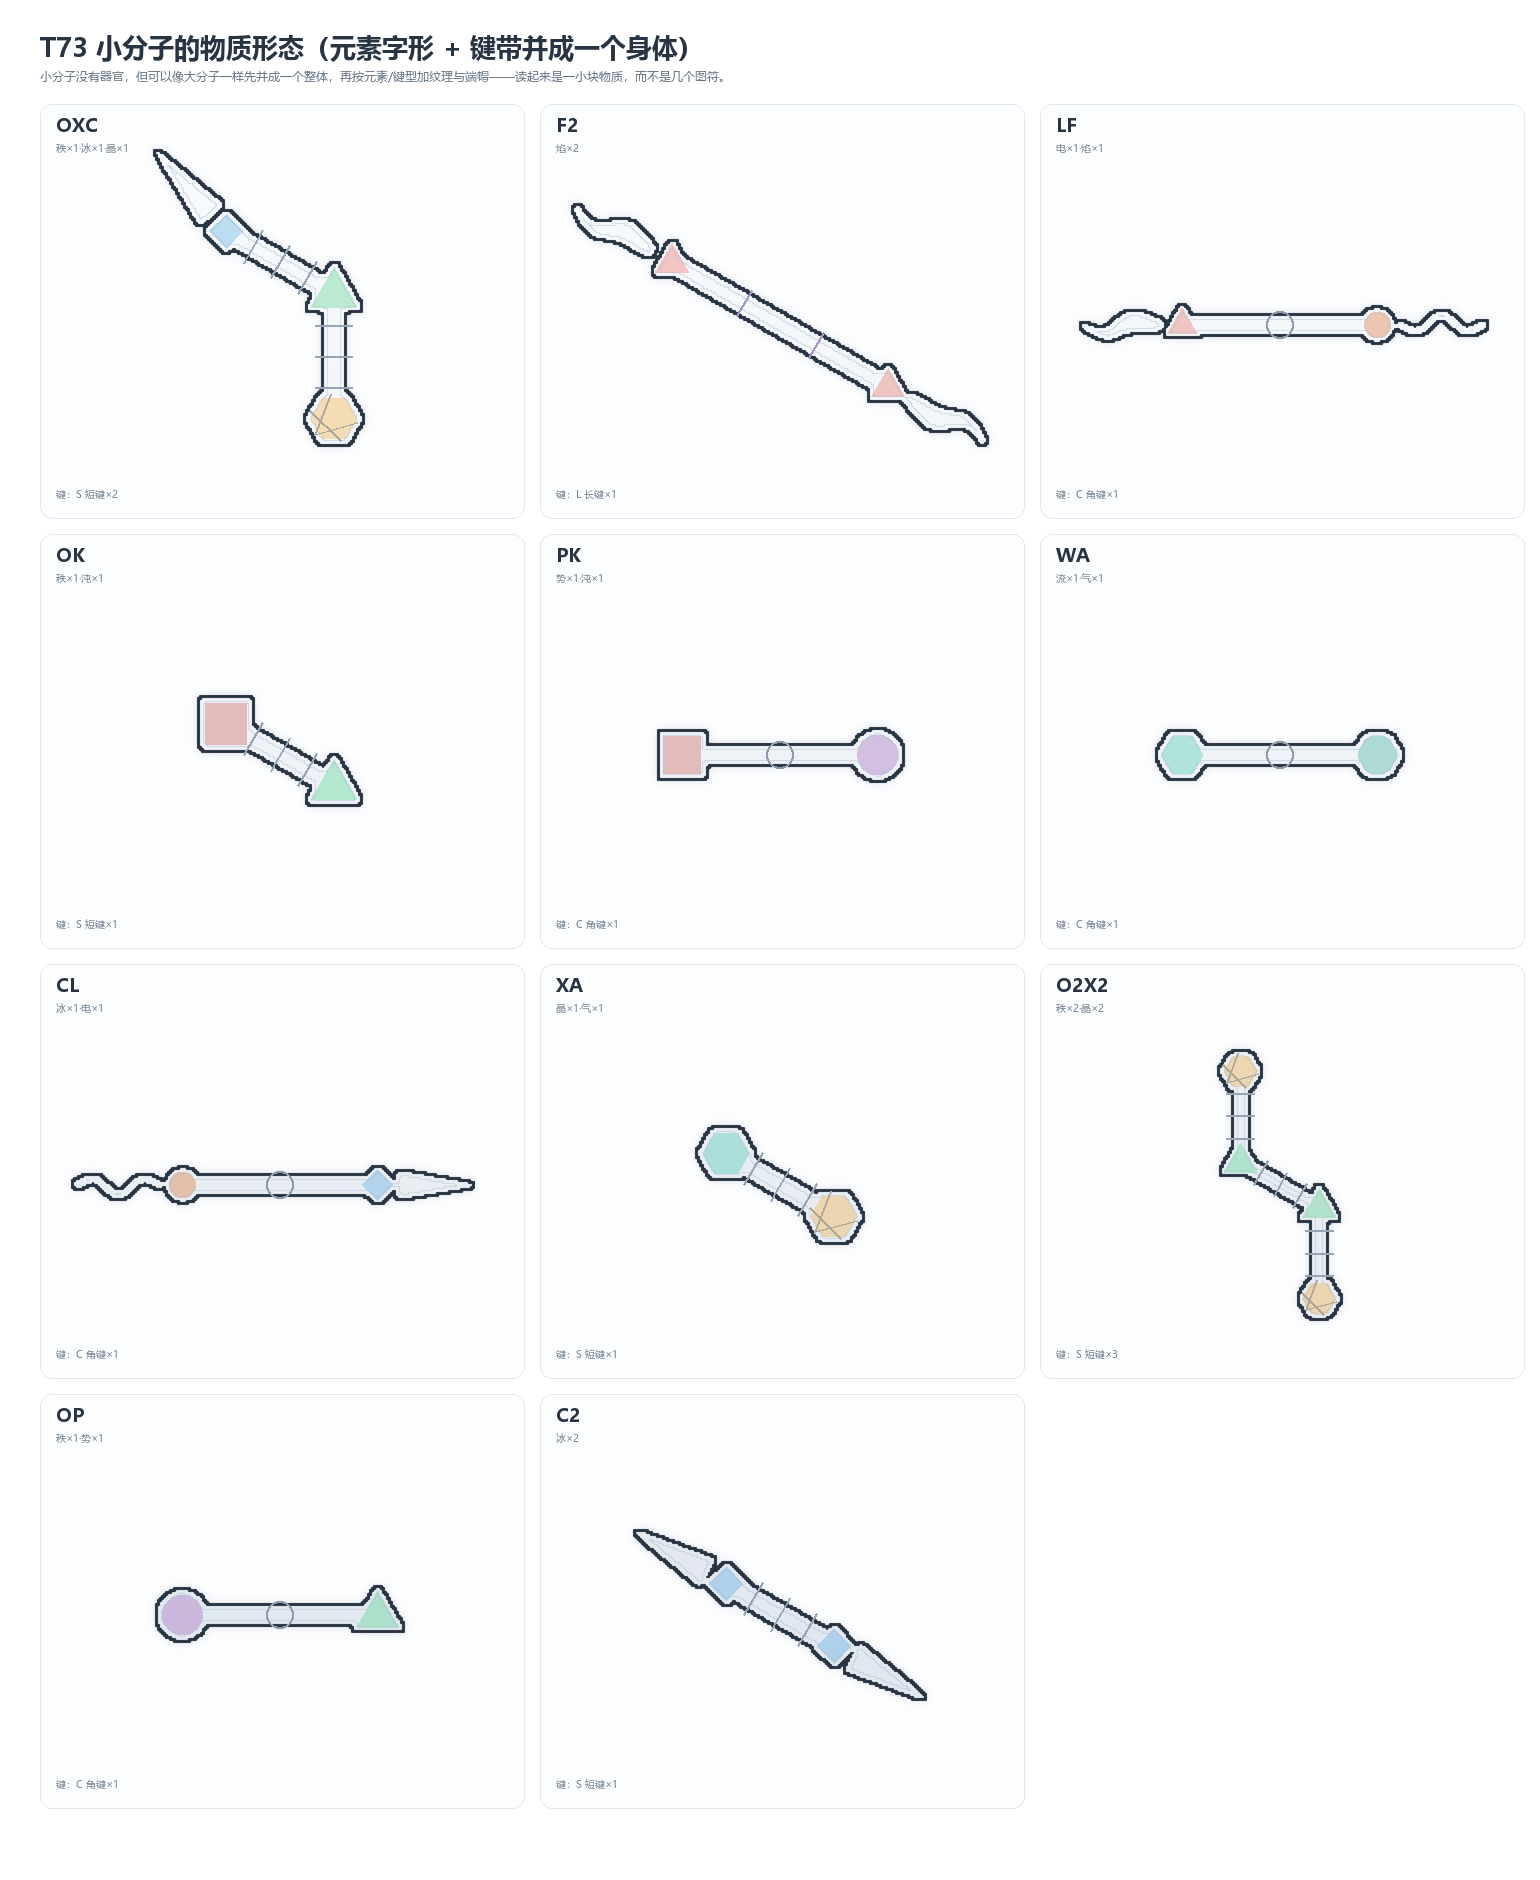 T73 小分子的物质形态（元素字形 + 键带并成一个身体）
小分子没有器官，但可以像大分子一样先并成一个整体，再按元素/键型加纹理与端帽——读起来是一小块物质，而不是几个图符。
OXC
秩×1·冰×1·晶×1
键：S 短键×2
F2
焰×2
键：L 长键×1
LF
电×1·焰×1
键：C 角键×1
OK
秩×1·沌×1
键：S 短键×1
PK
势×1·沌×1
键：C 角键×1
WA
流×1·气×1
键：C 角键×1
CL
冰×1·电×1
键：C 角键×1
XA
晶×1·气×1
键：S 短键×1
O2X2
秩×2·晶×2
键：S 短键×3
OP
秩×1·势×1
键：C 角键×1
C2
冰×2
键：S 短键×1